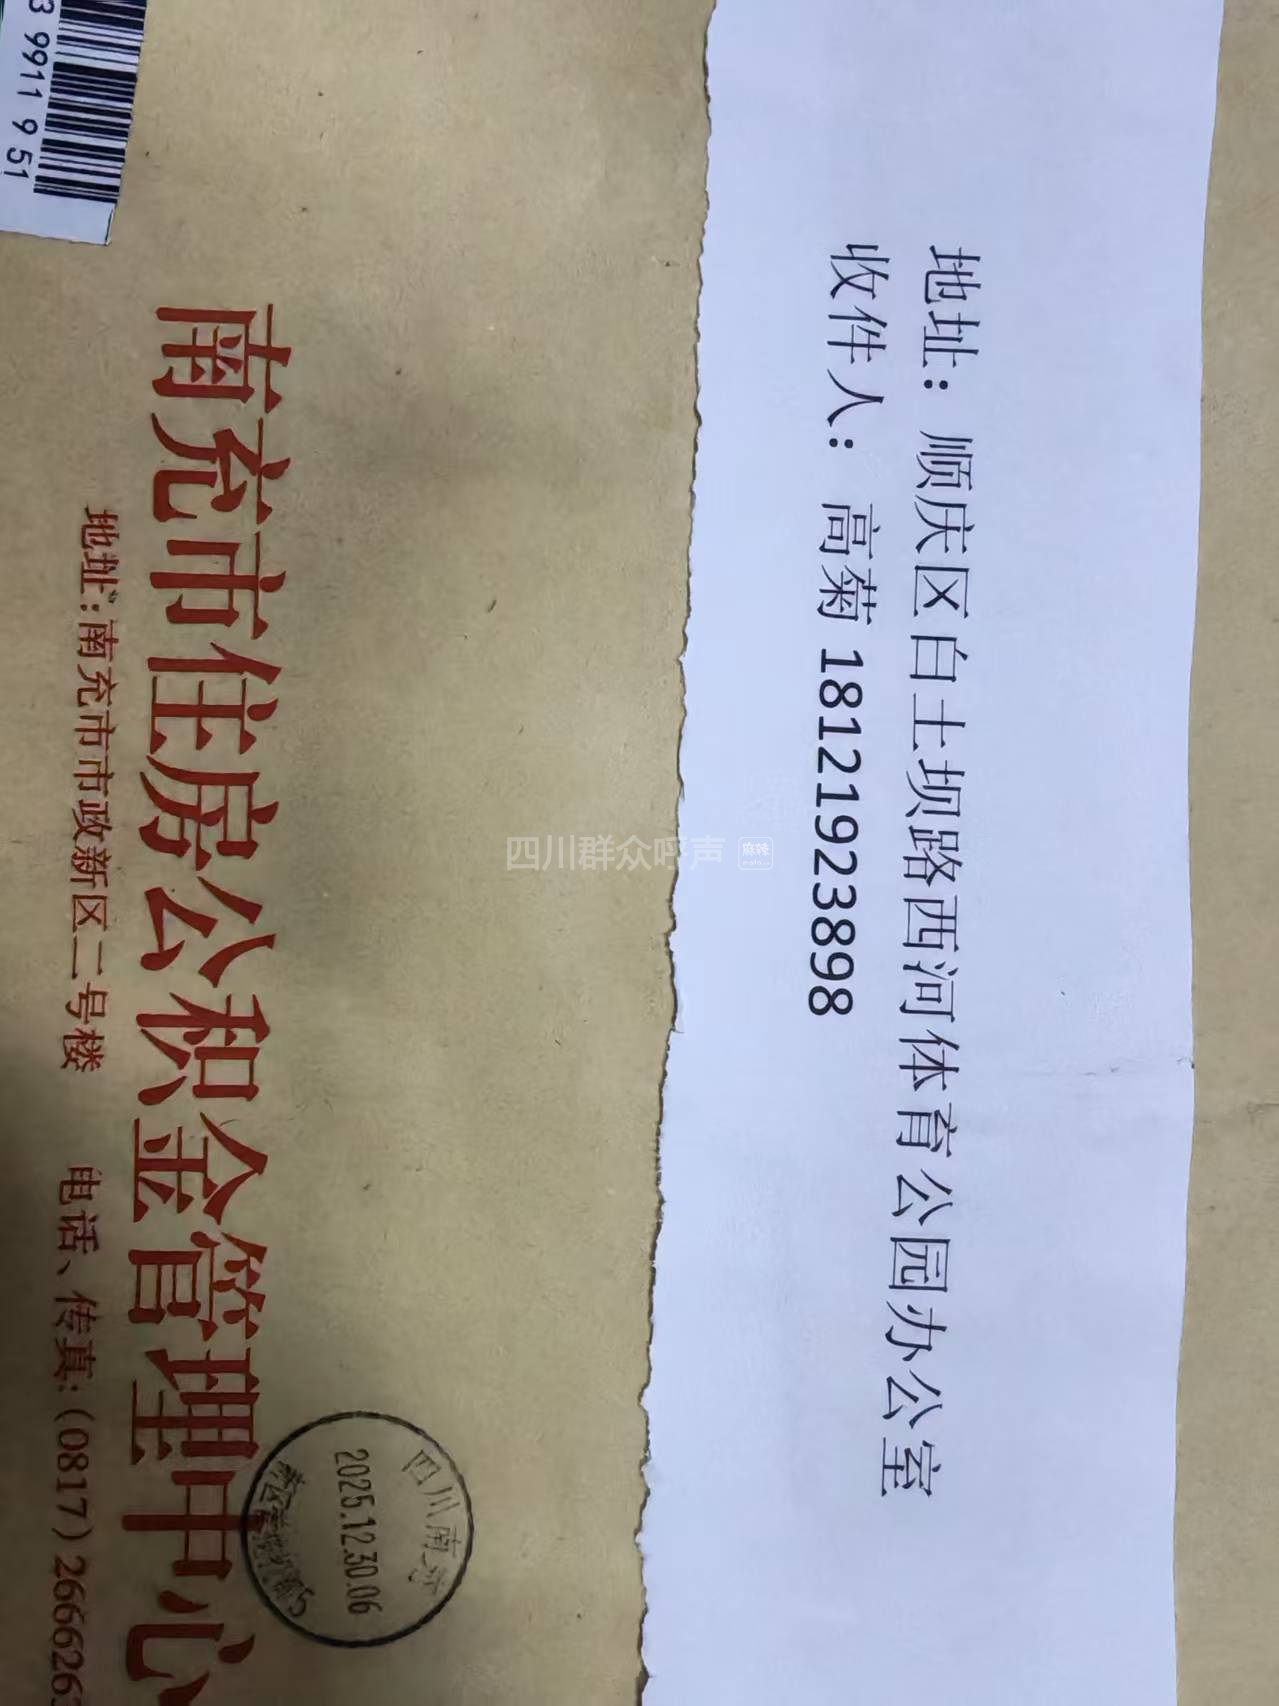 地址：顺庆区白土坝路西河体育公园办公室
收件人：高菊 18121923898
四川群众呼声 麻辣
四川南充
2025.12.30.06
南充市住房公积金管理中心
地址：南充市市政新区二号楼 电话、传真：(0817) 266626
3 9911 9 51